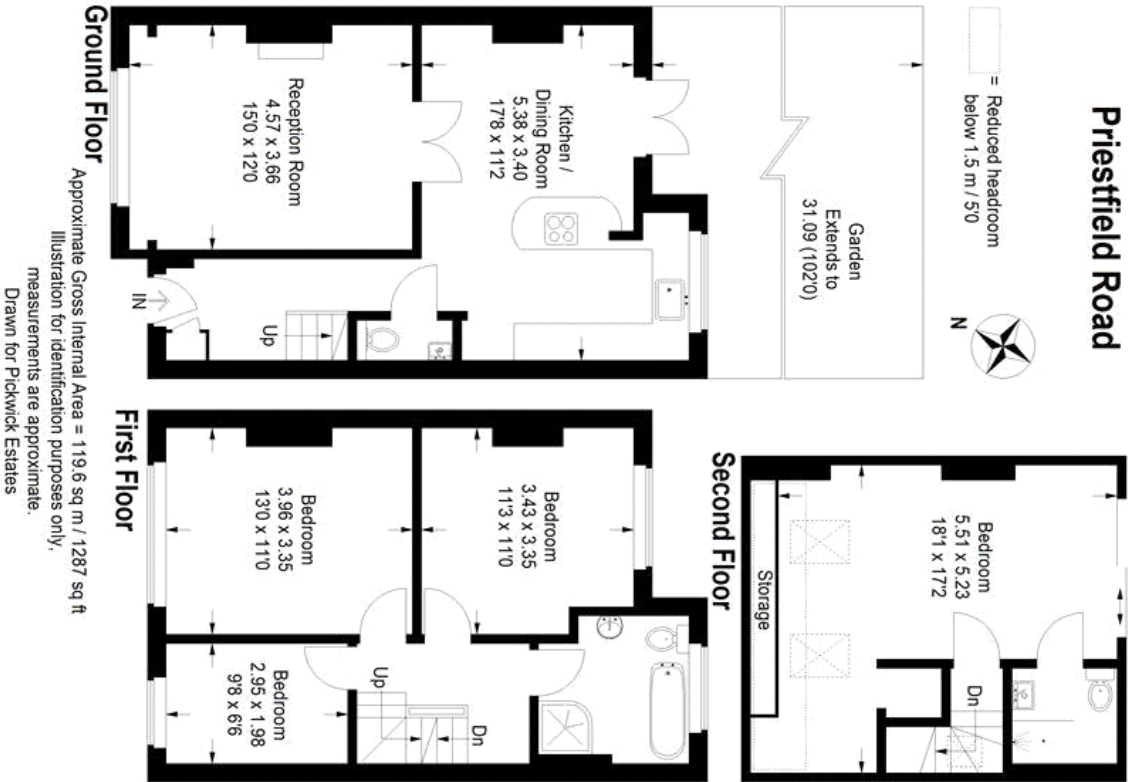 Priestfield Road
= Reduced headroom
below 1.5 m / 5'0
N
Garden
Extends to
31.09 (102'0)
Kitchen /
Dining Room
5.38 x 3.40
17'8 x 11'2
Reception Room
4.57 x 3.66
15'0 x 12'0
Up
IN
Ground Floor
Second Floor
Bedroom
5.51 x 5.23
18'1 x 17'2
Storage
Dn
Bedroom
3.43 x 3.35
11'3 x 11'0
Bedroom
3.96 x 3.35
13'0 x 11'0
Dn
Up
Bedroom
2.95 x 1.98
9'8 x 6'6
First Floor
Approximate Gross Internal Area = 119.6 sq m / 1287 sq ft
Illustration for identification purposes only,
measurements are approximate.
Drawn for Pickwick Estates